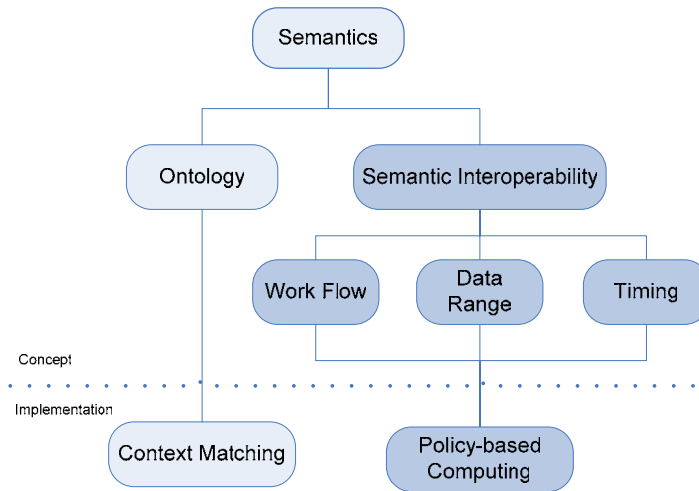 Semantics
Ontology
Semantic Interoperability
Work Flow
Data
Range
Timing
Concept
Implementation
Context Matching
Policy-based
Computing